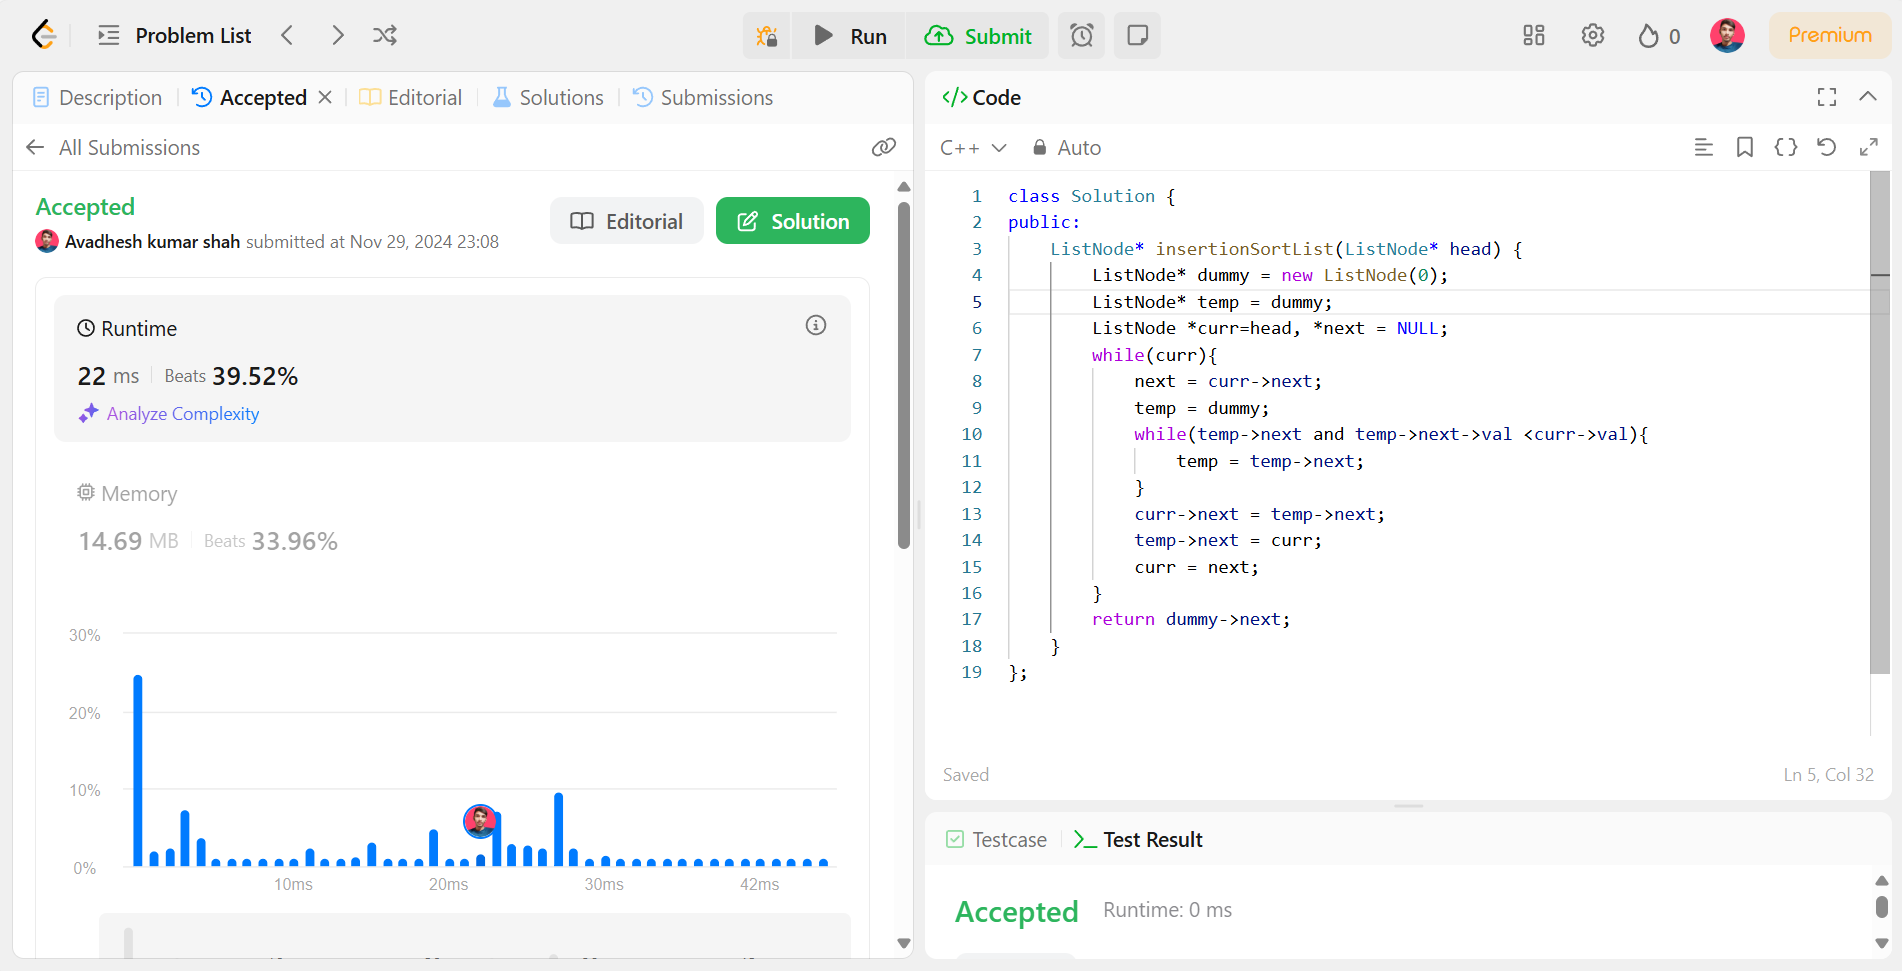 Problem List
Run
Submit
0
Premium
Description
Accepted
Editorial
Solutions
Submissions
All Submissions
Accepted
Editorial
Solution
Avadhesh kumar shah submitted at Nov 29, 2024 23:08
Runtime
22 ms
Beats 39.52%
Analyze Complexity
Memory
14.69 MB
Beats 33.96%
30%
20%
10%
0%
10ms
20ms
30ms
42ms
</> Code
C++
Auto
1 class Solution {
2 public:
3 ListNode* insertionSortList(ListNode* head) {
4 ListNode* dummy = new ListNode(0);
5 ListNode* temp = dummy;
6 ListNode *curr=head, *next = NULL;
7 while(curr){
8 next = curr->next;
9 temp = dummy;
10 while(temp->next and temp->next->val <curr->val){
11 temp = temp->next;
12 }
13 curr->next = temp->next;
14 temp->next = curr;
15 curr = next;
16 }
17 return dummy->next;
18 }
19 };
Saved
Ln 5, Col 32
Testcase
Test Result
Accepted
Runtime: 0 ms